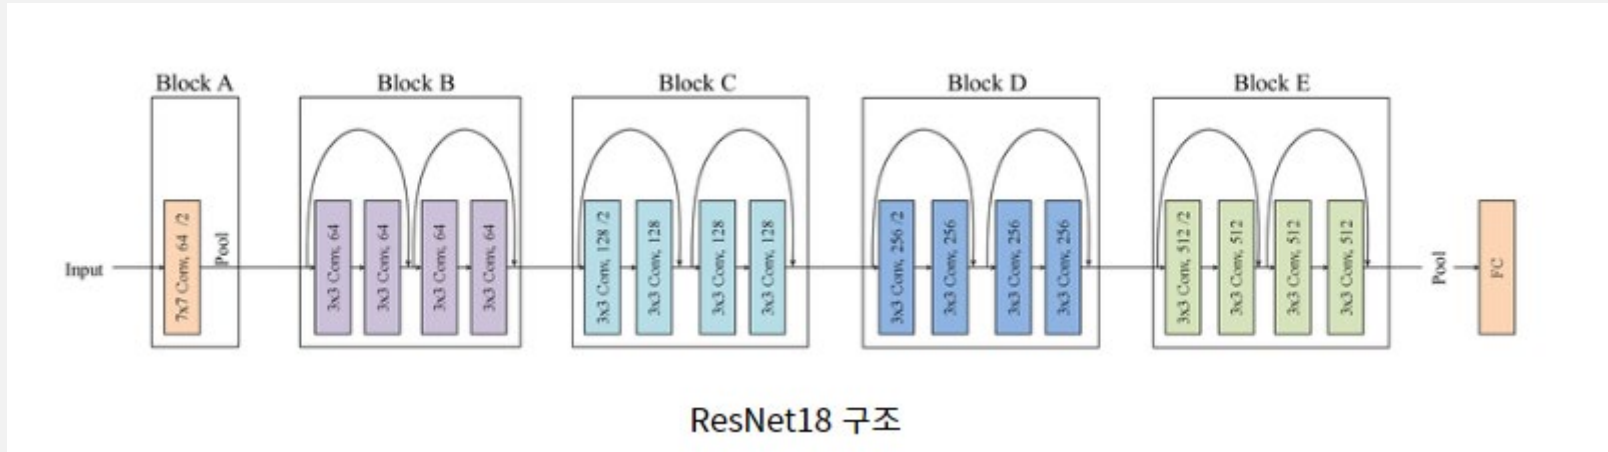 Block A
Block B
Block C
Block D
Block E
Input
7x7 Conv, 64 /2
Pool
3x3 Conv, 64
3x3 Conv, 64
3x3 Conv, 64
3x3 Conv, 64
3x3 Conv, 128 /2
3x3 Conv, 128
3x3 Conv, 128
3x3 Conv, 128
3x3 Conv, 256 /2
3x3 Conv, 256
3x3 Conv, 256
3x3 Conv, 256
3x3 Conv, 512 /2
3x3 Conv, 512
3x3 Conv, 512
3x3 Conv, 512
Pool
FC
ResNet18 구조